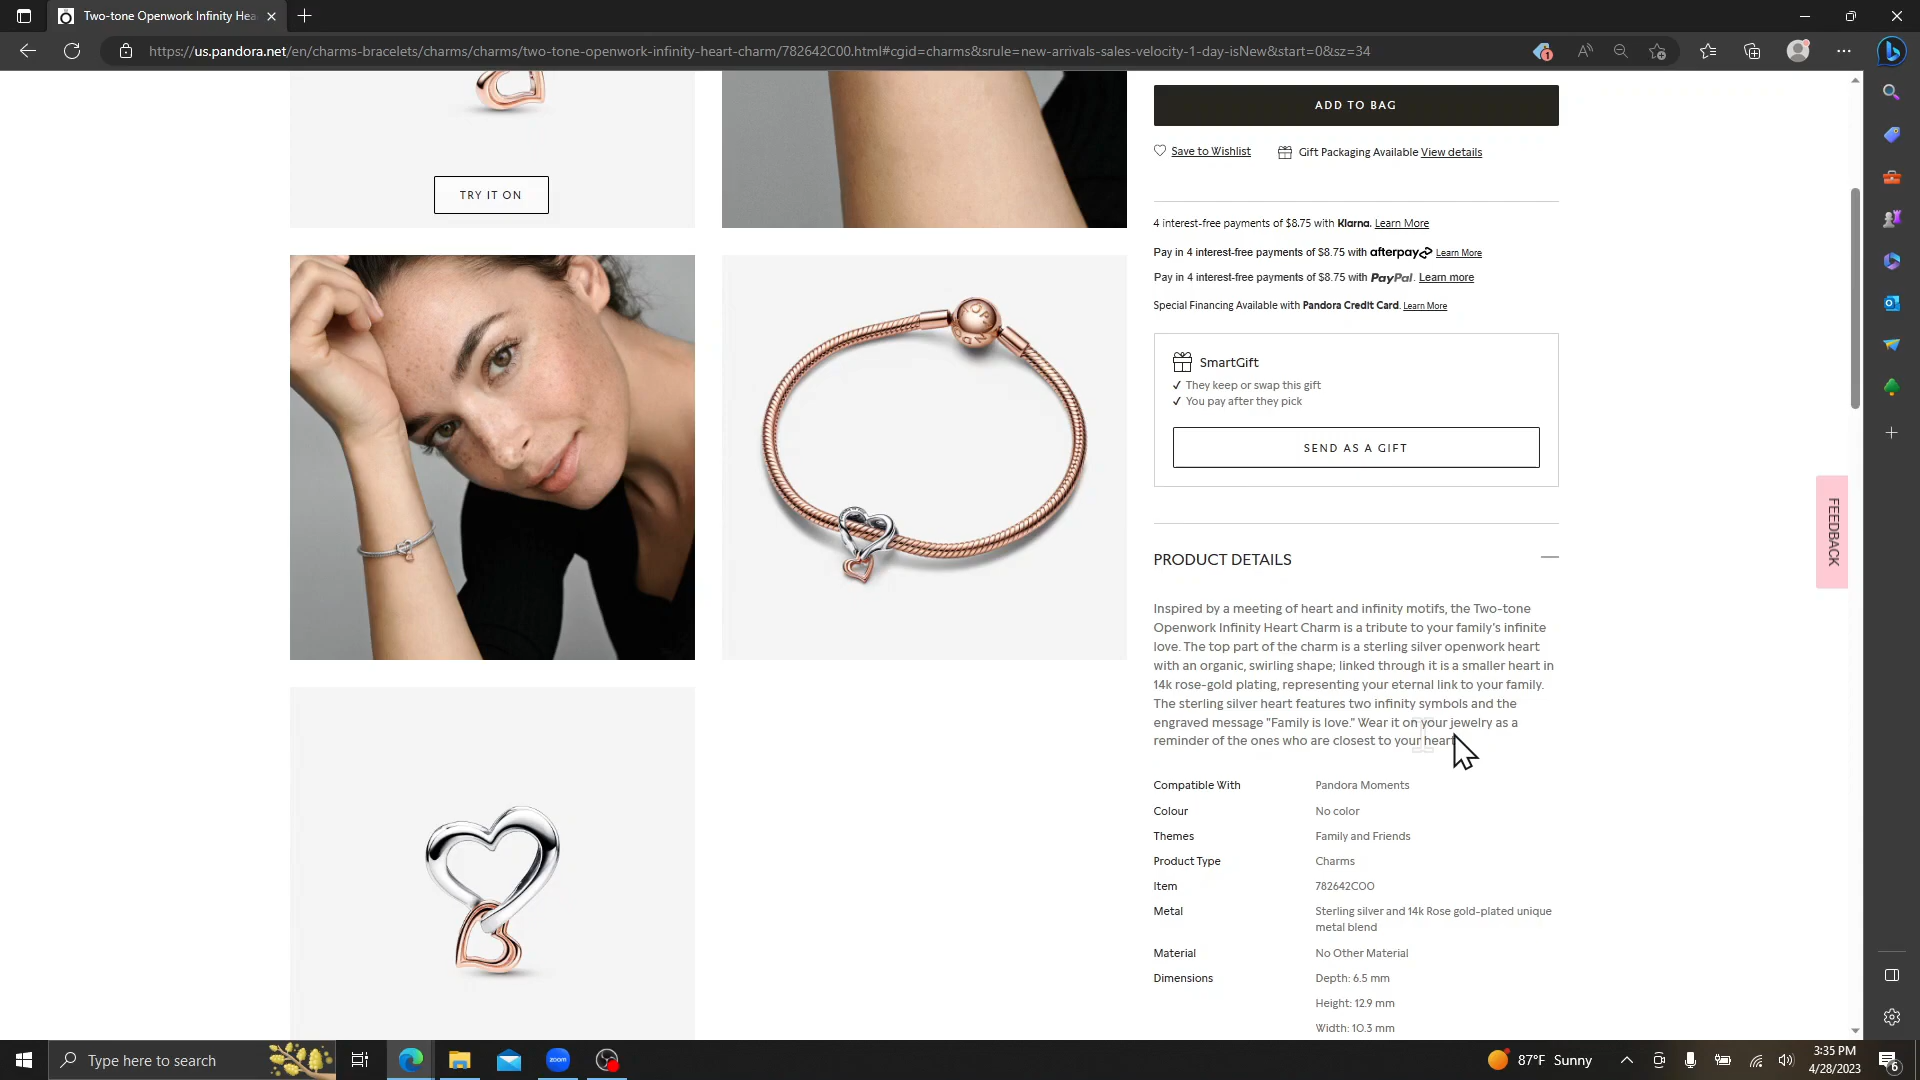 Two-tone Openwork Infinity Hea
https://us.pandora.net/en/charms-bracelets/charms/charms/two-tone-openwork-infinity-heart-charm/782642C00.html#cgid=charms&srule=new-arrivals-sales-velocity-1-day-isNew&start=0&sz=34
1
TRY IT ON
ADD TO BAG
Save to Wishlist
Gift Packaging Available View details
4 interest-free payments of $8.75 with Klarna. Learn More
Pay in 4 interest-free payments of $8.75 with afterpay Learn More
Pay in 4 interest-free payments of $8.75 with PayPal. Learn more
Special Financing Available with Pandora Credit Card. Learn More
SmartGift
✓ They keep or swap this gift
✓ You pay after they pick
SEND AS A GIFT
FEEDBACK
PRODUCT DETAILS
Inspired by a meeting of heart and infinity motifs, the Two-tone
Openwork Infinity Heart Charm is a tribute to your family's infinite
love. The top part of the charm is a sterling silver openwork heart
with an organic, swirling shape; linked through it is a smaller heart in
14k rose-gold plating, representing your eternal link to your family.
The sterling silver heart features two infinity symbols and the
engraved message "Family is love." Wear it on your jewelry as a
reminder of the ones who are closest to your heart
Compatible With Pandora Moments
Colour No color
Themes Family and Friends
Product Type Charms
Item 782642C00
Metal Sterling silver and 14k Rose gold-plated unique
metal blend
Material No Other Material
Dimensions Depth: 6.5 mm
Height: 12.9 mm
Width: 10.3 mm
Type here to search
zoom
87°F Sunny
3:35 PM
4/28/2023
6